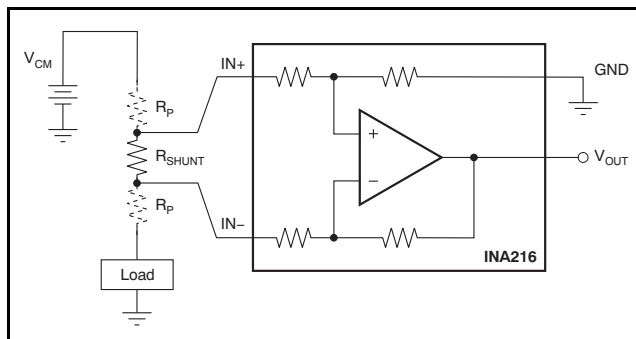 V_CM
IN+
GND
R_P
R_SHUNT
+
−
V_OUT
R_P
IN−
Load
INA216